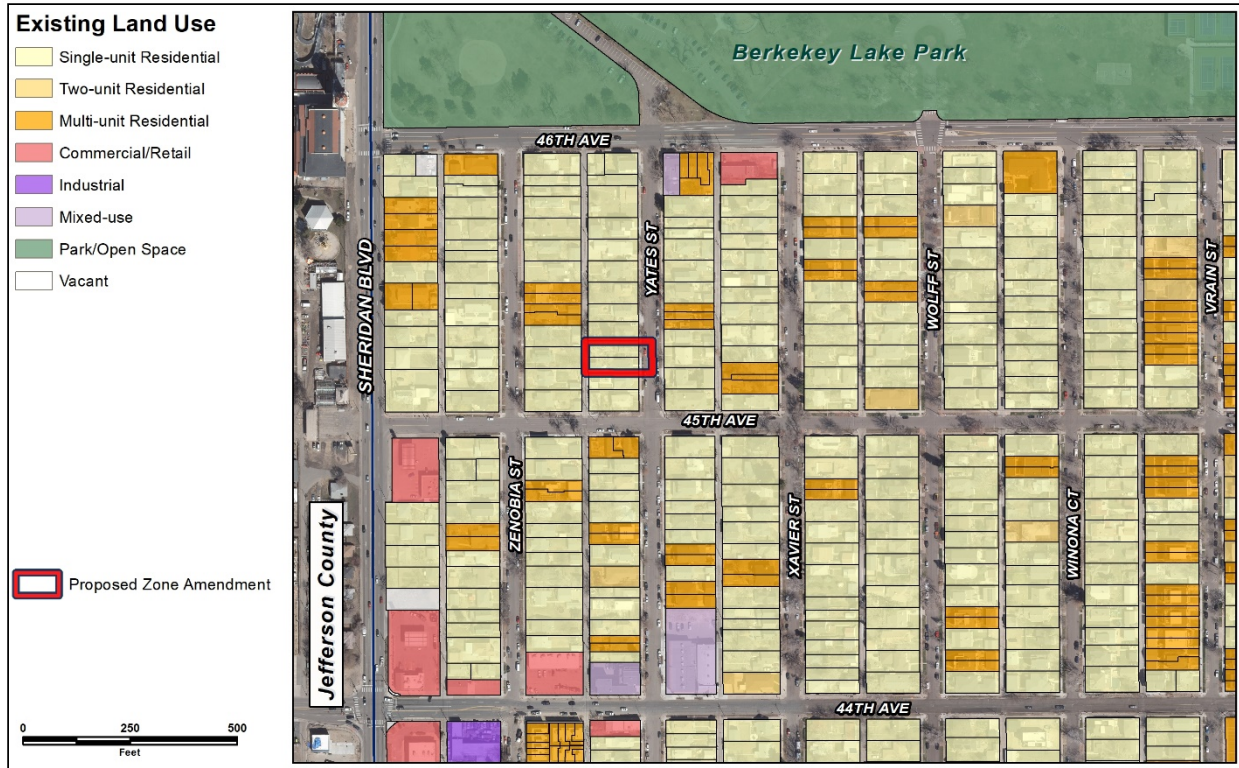 Existing Land Use
Single-unit Residential
Two-unit Residential
Multi-unit Residential
Commercial/Retail
Industrial
Mixed-use
Park/Open Space
Vacant
Proposed Zone Amendment
Jefferson County
0 250 500
Feet
Berkekey Lake Park
46TH AVE
SHERIDAN BLVD
YATES ST
WOLFF ST
VRAIN ST
45TH AVE
ZENOBIA ST
XAVIER ST
WINONA CT
44TH AVE